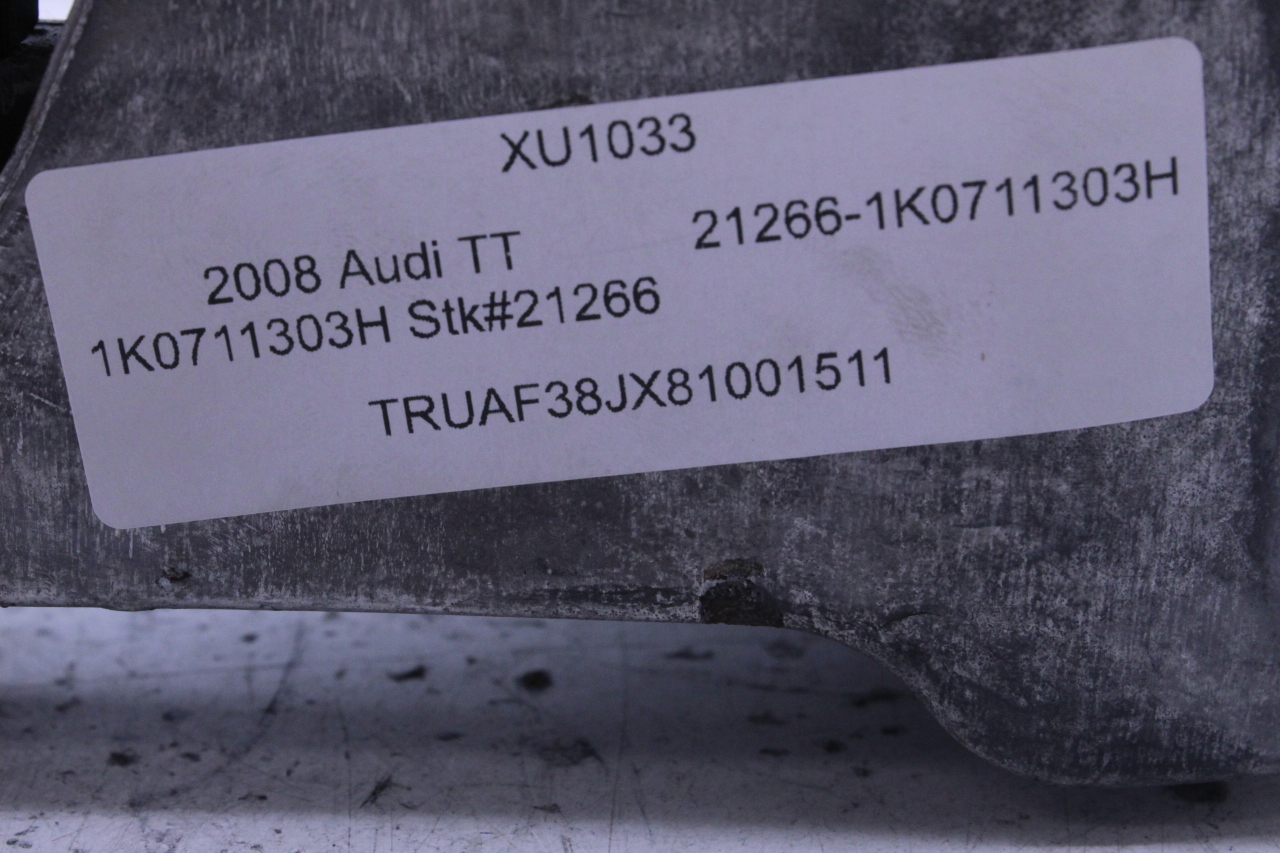 XU1033
2008 Audi TT 21266-1K0711303H
1K0711303H Stk#21266
TRUAF38JX81001511